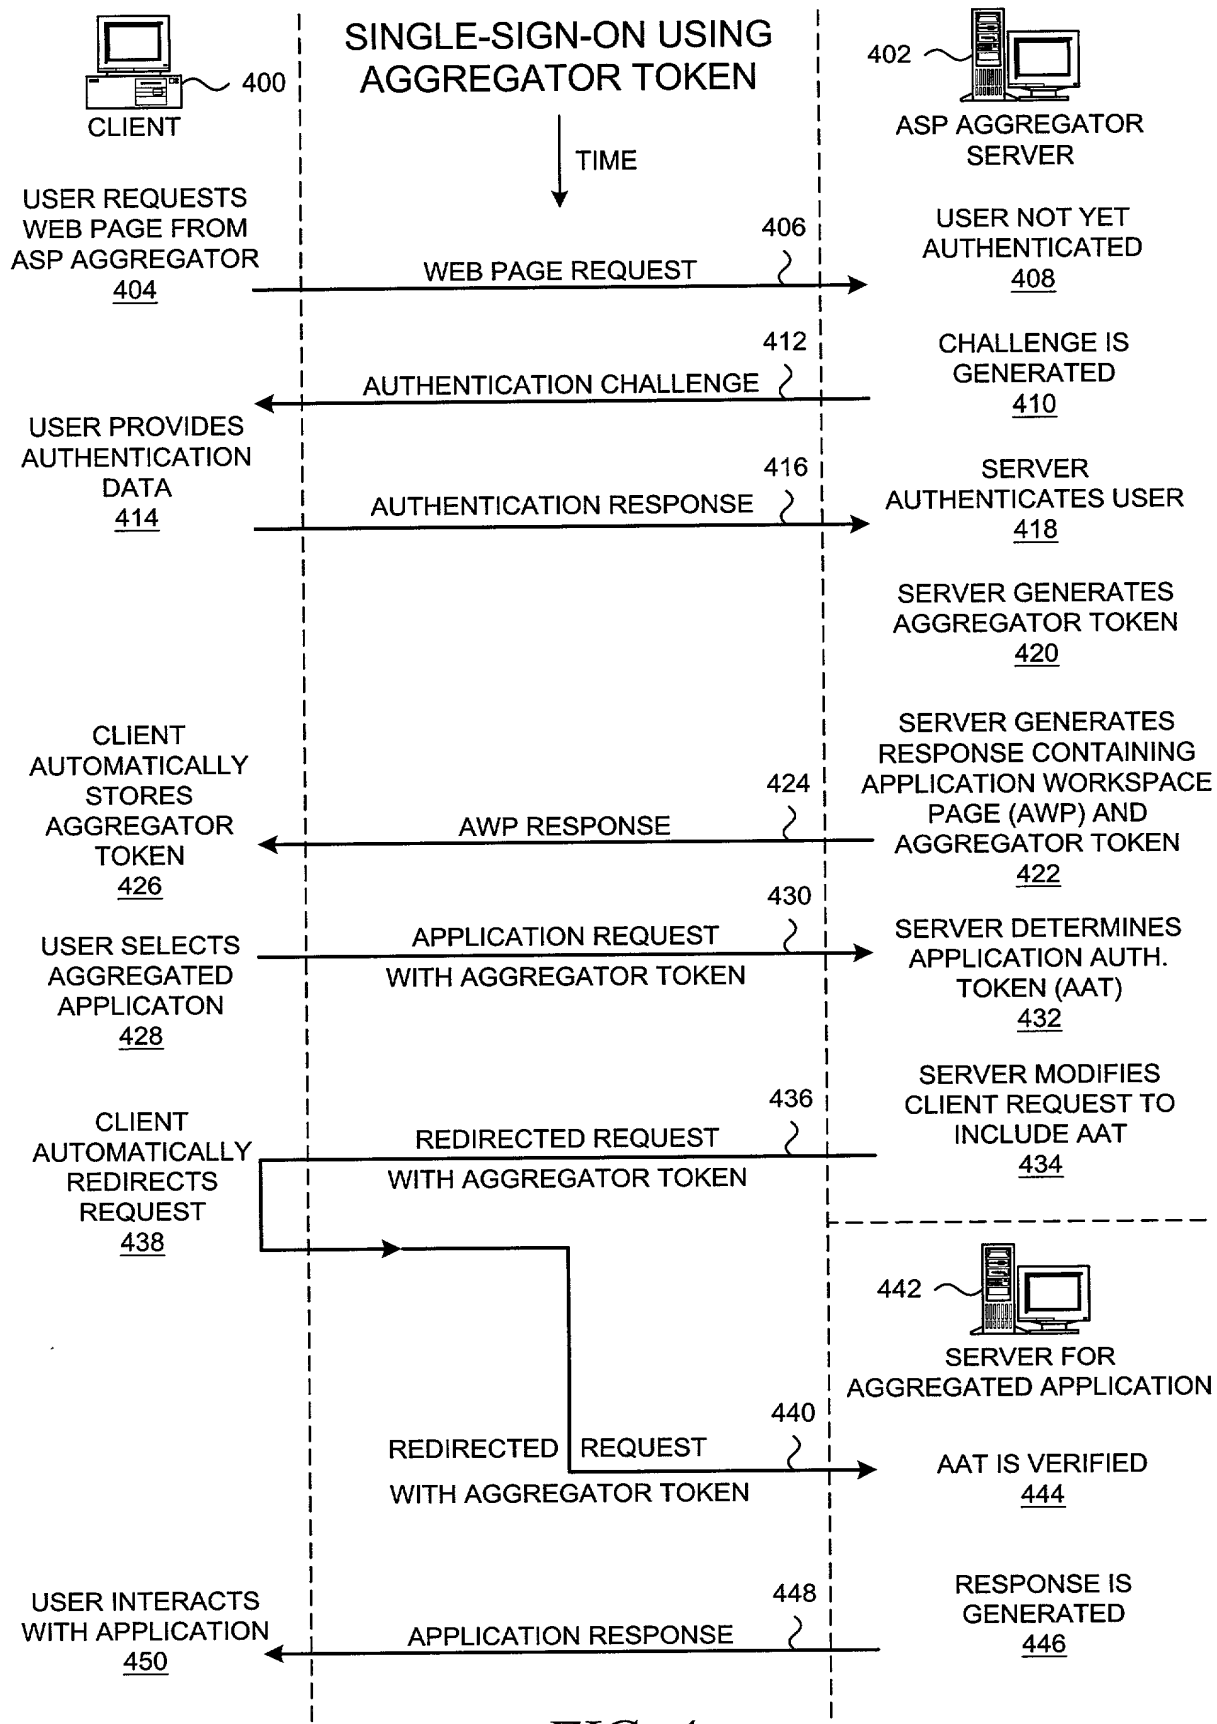 SINGLE-SIGN-ON USING
AGGREGATOR TOKEN
400
CLIENT
402
ASP AGGREGATOR
SERVER
TIME
USER REQUESTS
WEB PAGE FROM
ASP AGGREGATOR
404
WEB PAGE REQUEST
406
USER NOT YET
AUTHENTICATED
408
CHALLENGE IS
GENERATED
410
AUTHENTICATION CHALLENGE
412
USER PROVIDES
AUTHENTICATION
DATA
414
AUTHENTICATION RESPONSE
416
SERVER
AUTHENTICATES USER
418
SERVER GENERATES
AGGREGATOR TOKEN
420
SERVER GENERATES
RESPONSE CONTAINING
APPLICATION WORKSPACE
PAGE (AWP) AND
AGGREGATOR TOKEN
422
AWP RESPONSE
424
CLIENT
AUTOMATICALLY
STORES
AGGREGATOR
TOKEN
426
USER SELECTS
AGGREGATED
APPLICATON
428
APPLICATION REQUEST
WITH AGGREGATOR TOKEN
430
SERVER DETERMINES
APPLICATION AUTH.
TOKEN (AAT)
432
SERVER MODIFIES
CLIENT REQUEST TO
INCLUDE AAT
434
REDIRECTED REQUEST
WITH AGGREGATOR TOKEN
436
CLIENT
AUTOMATICALLY
REDIRECTS
REQUEST
438
442
SERVER FOR
AGGREGATED APPLICATION
REDIRECTED REQUEST
WITH AGGREGATOR TOKEN
440
AAT IS VERIFIED
444
RESPONSE IS
GENERATED
446
APPLICATION RESPONSE
448
USER INTERACTS
WITH APPLICATION
450